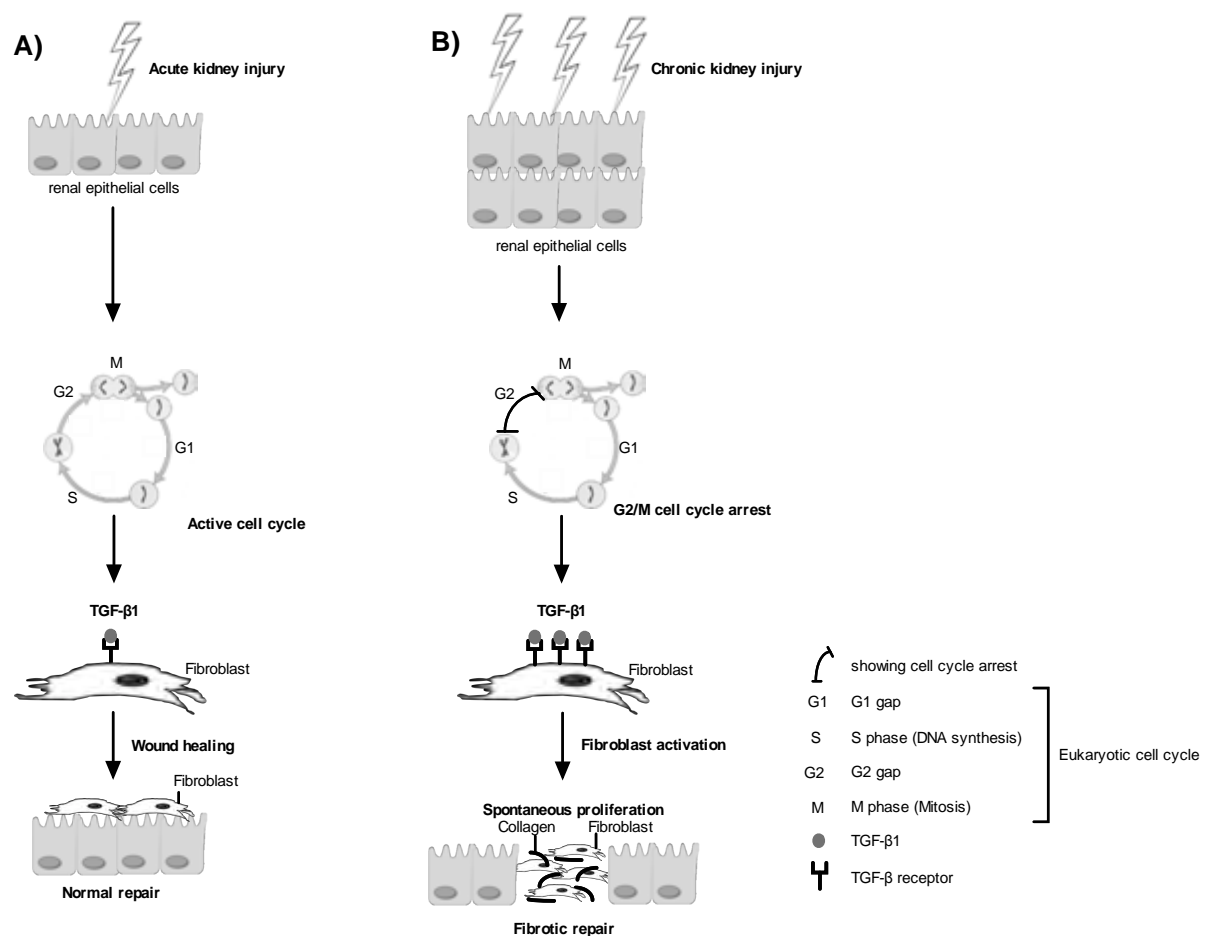 A)
Acute kidney injury
renal epithelial cells
M
G2
G1
S
Active cell cycle
TGF-β1
Fibroblast
Wound healing
Fibroblast
Normal repair
B)
Chronic kidney injury
renal epithelial cells
M
G2
G1
S
G2/M cell cycle arrest
TGF-β1
Fibroblast
Fibroblast activation
Spontaneous proliferation
Collagen Fibroblast
Fibrotic repair
showing cell cycle arrest
G1 G1 gap
S S phase (DNA synthesis)
G2 G2 gap
M M phase (Mitosis)
Eukaryotic cell cycle
TGF-β1
TGF-β receptor